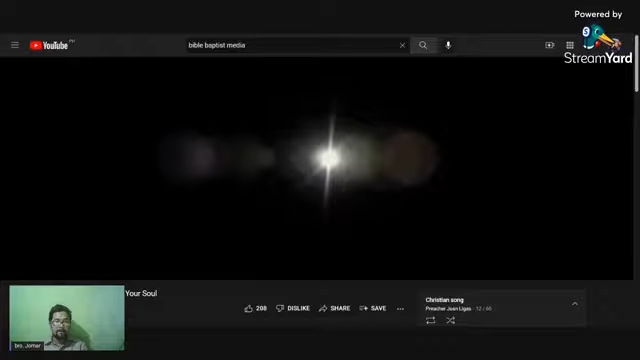 Powered by
StreamYard
YouTube PH
bible baptist media
Your Soul
208 DISLIKE SHARE SAVE
Christian song
Preacher Juan Ligas - 12 / 66
bro. Jomar